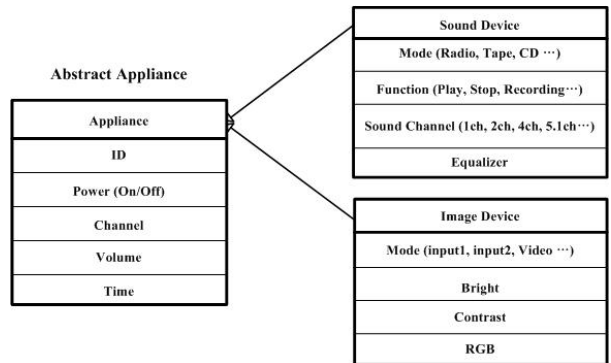 Abstract Appliance
Appliance
ID
Power (On/Off)
Channel
Volume
Time
Sound Device
Mode (Radio, Tape, CD ···)
Function (Play, Stop, Recording···)
Sound Channel (1ch, 2ch, 4ch, 5.1ch···)
Equalizer
Image Device
Mode (input1, input2, Video ···)
Bright
Contrast
RGB